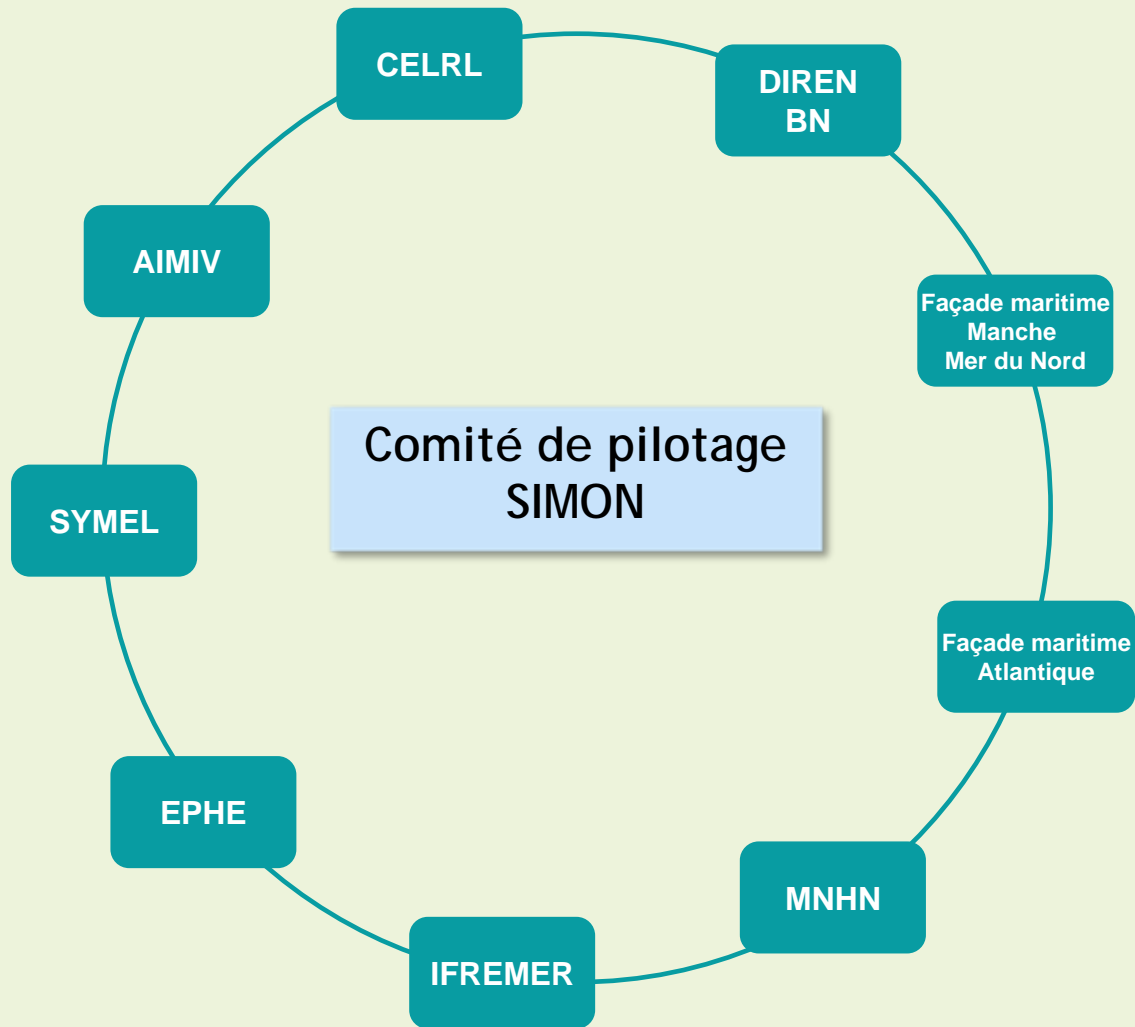 CELRL
DIREN
BN
AIMIV
Façade maritime
Manche
Mer du Nord
Comité de pilotage
SIMON
SYMEL
Façade maritime
Atlantique
EPHE
MNHN
IFREMER